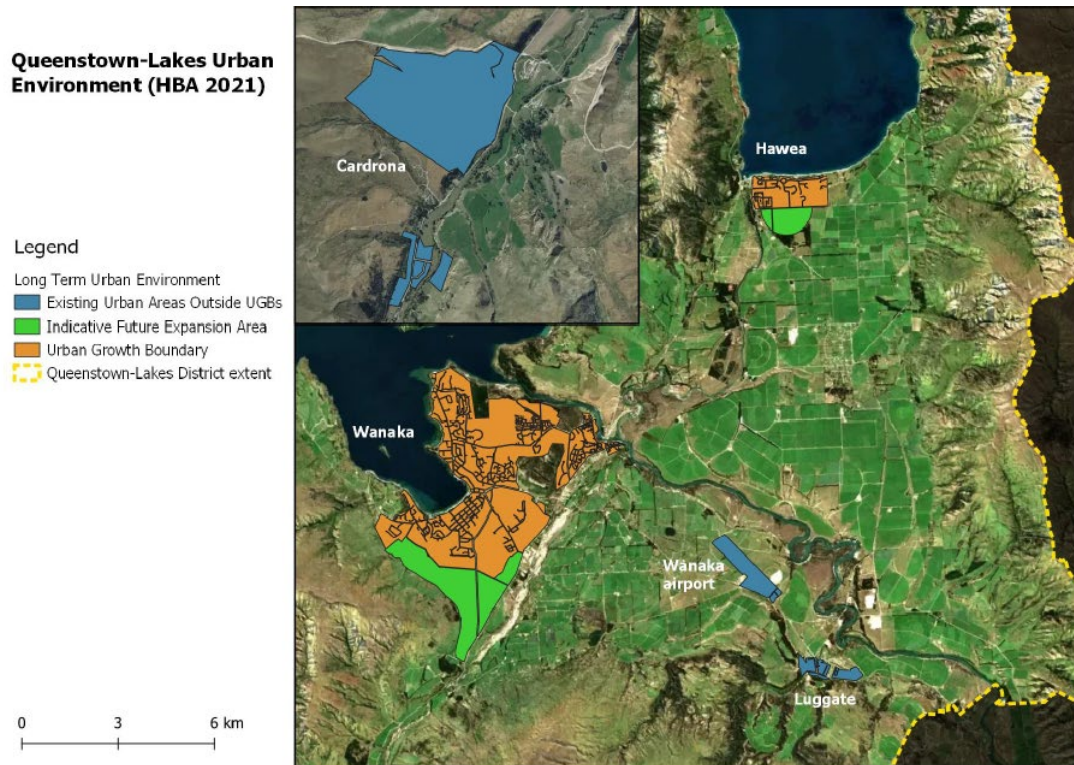 Queenstown-Lakes Urban
Environment (HBA 2021)
Legend
Long Term Urban Environment
Existing Urban Areas Outside UGBs
Indicative Future Expansion Area
Urban Growth Boundary
Queenstown-Lakes District extent
0 3 6 km
Cardrona
Hawea
Wanaka
Wānaka
airport
Luggate